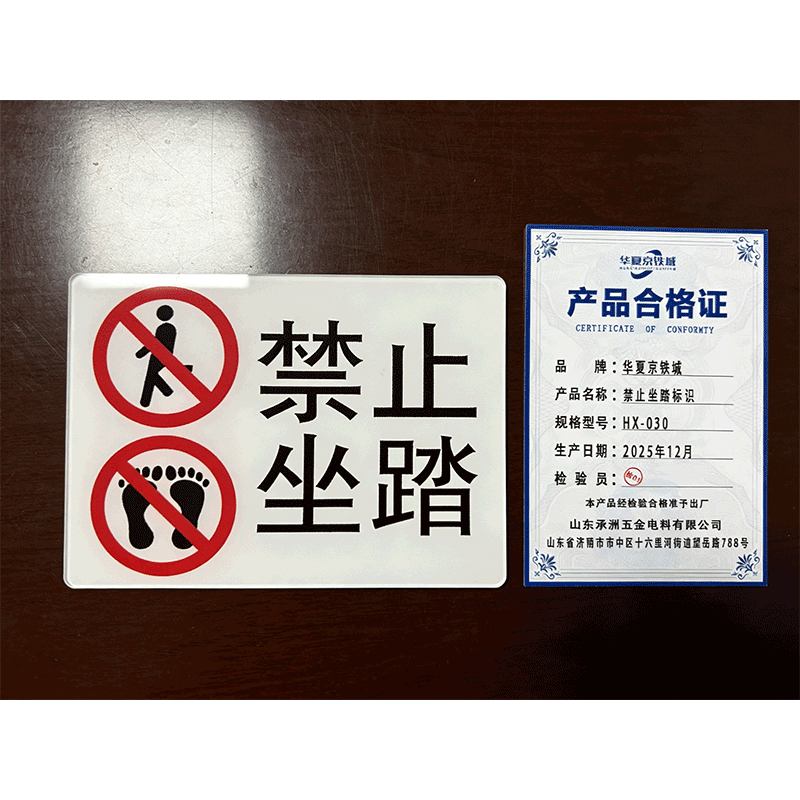 禁止
坐踏
华夏京铁城
产品合格证
CERTIFICATE OF CONFORMTY
品 牌：华夏京铁城
产品名称：禁止坐踏标识
规格型号：HX-030
生产日期：2025年12月
检 验 员：
本产品经检验合格准予出厂
山东承洲五金电料有限公司
山东省济南市市中区十六里河街道望岳路788号